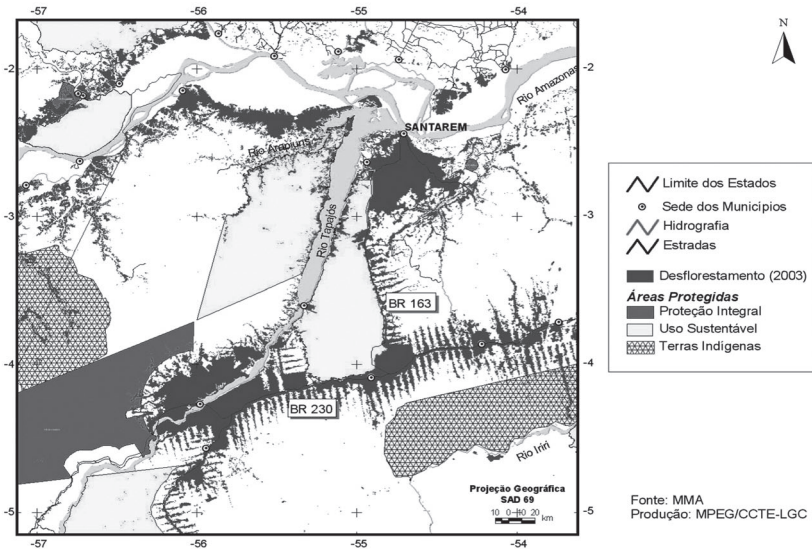 -57
-56
-55
-54
N
-2
-2
Rio Amazonas
SANTAREM
Rio Arapiuns
Rio Tapajós
-3
-3
BR 163
-4
-4
BR 230
Rio Iriri
-5
-5
Projeção Geográfica
SAD 69
10 0 10 20 km
-57
-56
-55
-54
Limite dos Estados
Sede dos Municipios
Hidrografia
Estradas
Desflorestamento (2003)
Áreas Protegidas
Proteção Integral
Uso Sustentável
Terras Indígenas
Fonte: MMA
Produção: MPEG/CCTE-LGC